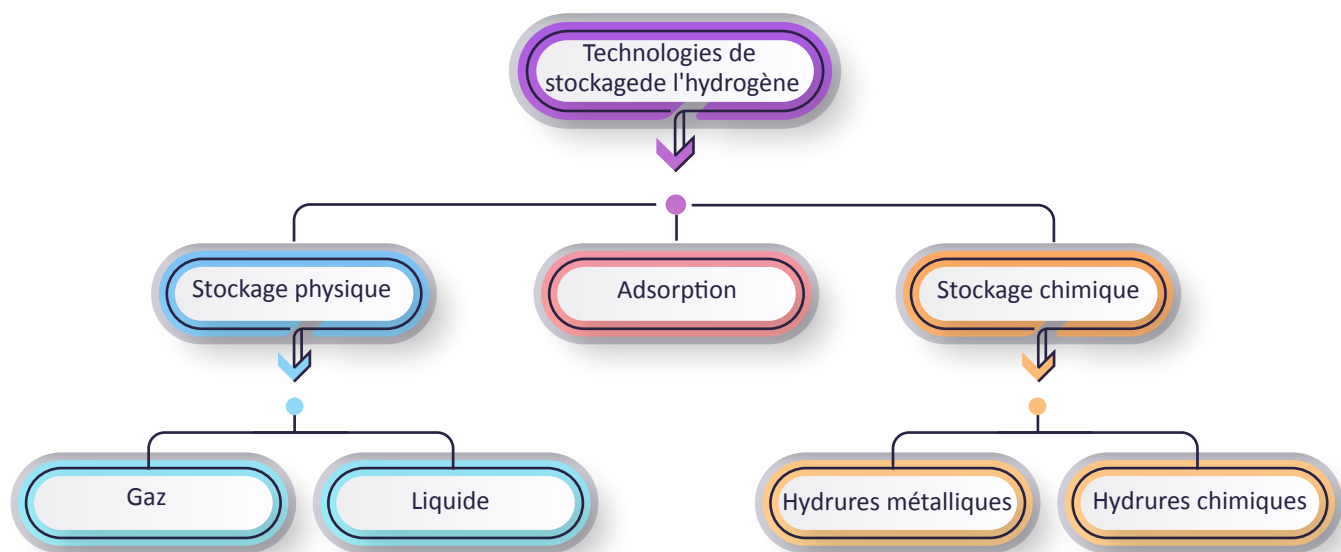 Technologies de
stockagede l'hydrogène
Stockage physique
Adsorption
Stockage chimique
Gaz
Liquide
Hydrures métalliques
Hydrures chimiques